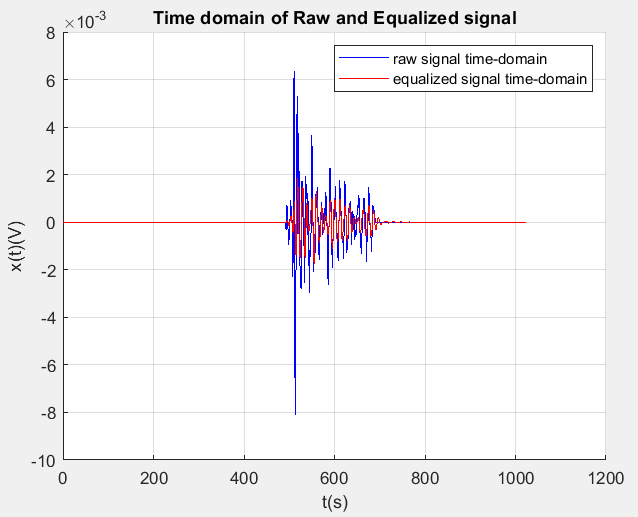 Time domain of Raw and Equalized signal
×10⁻³
8
6
4
2
0
-2
-4
-6
-8
-10
x(t)(V)
raw signal time-domain
equalized signal time-domain
0 200 400 600 800 1000 1200
t(s)